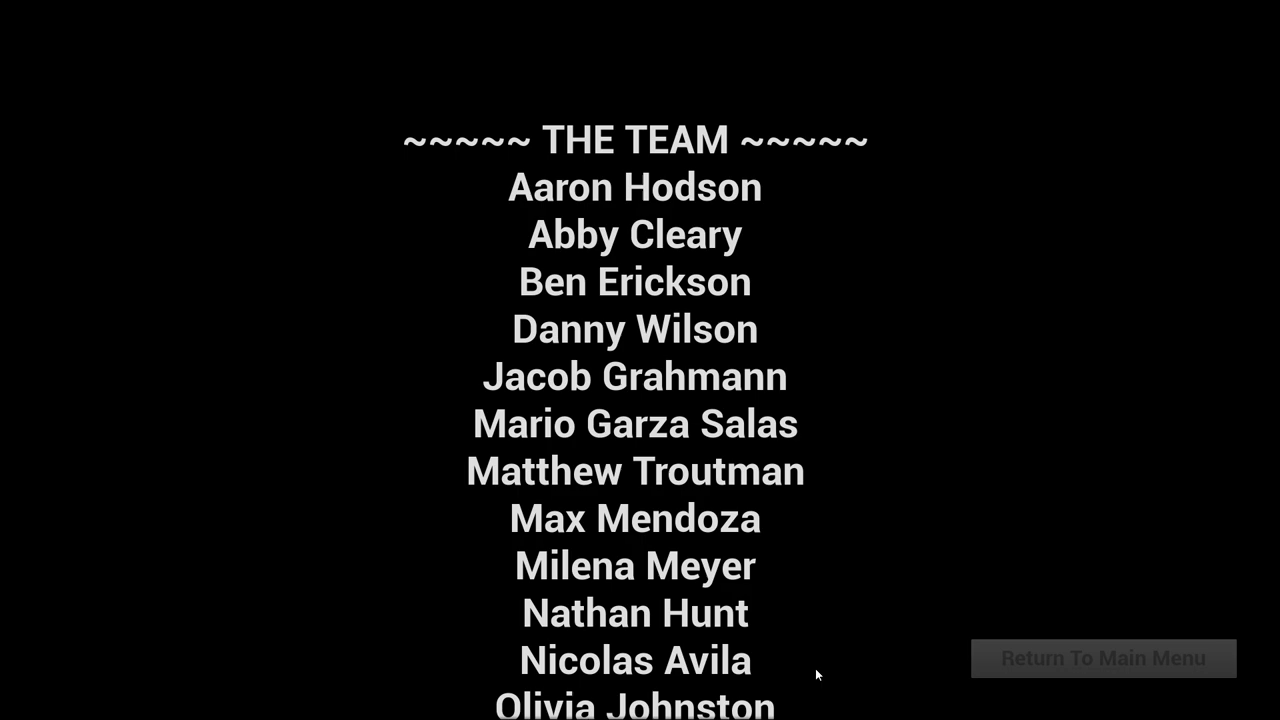 ~~~~~ THE TEAM ~~~~~
Aaron Hodson
Abby Cleary
Ben Erickson
Danny Wilson
Jacob Grahmann
Mario Garza Salas
Matthew Troutman
Max Mendoza
Milena Meyer
Nathan Hunt
Nicolas Avila
Return To Main Menu
Olivia Johnston